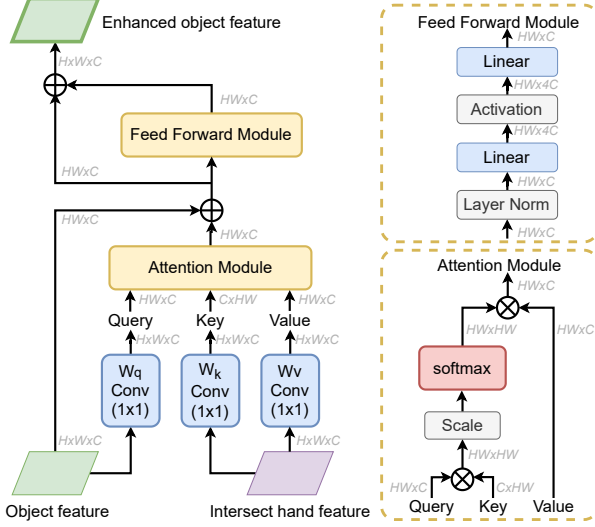 Enhanced object feature
HxWxC
HWxC
Feed Forward Module
HWxC
HWxC
Attention Module
HWxC
CxHW
HWxC
Query
Key
Value
HxWxC
HxWxC
HxWxC
Wq
Conv
(1x1)
Wk
Conv
(1x1)
Wv
Conv
(1x1)
HxWxC
HxWxC
Object feature
Intersect hand feature
Feed Forward Module
HWxC
Linear
HWx4C
Activation
HWx4C
Linear
HWxC
Layer Norm
HWxC
Attention Module
HWxC
HWxHW
HWxC
softmax
Scale
HWxHW
HWxC
CxHW
Query
Key
Value